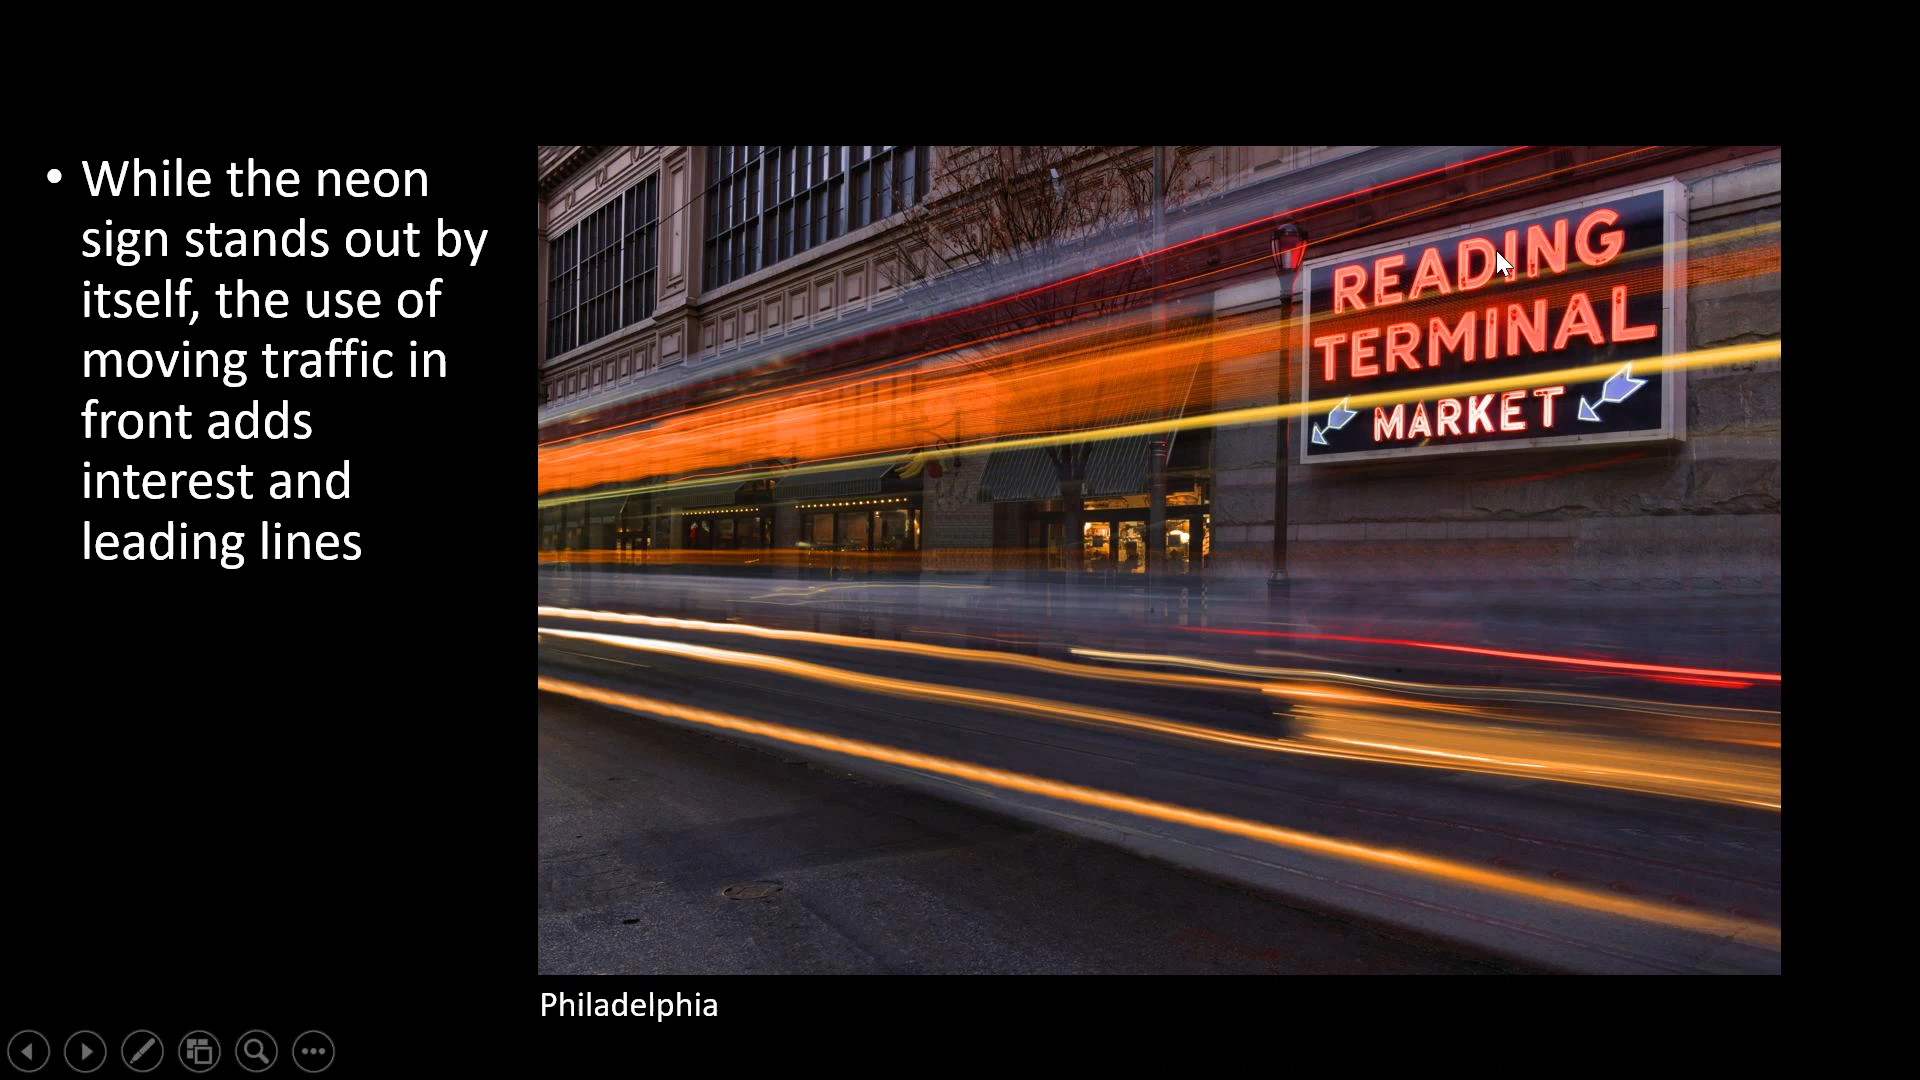 • While the neon
sign stands out by
itself, the use of
moving traffic in
front adds
interest and
leading lines
READING
TERMINAL
MARKET
Philadelphia